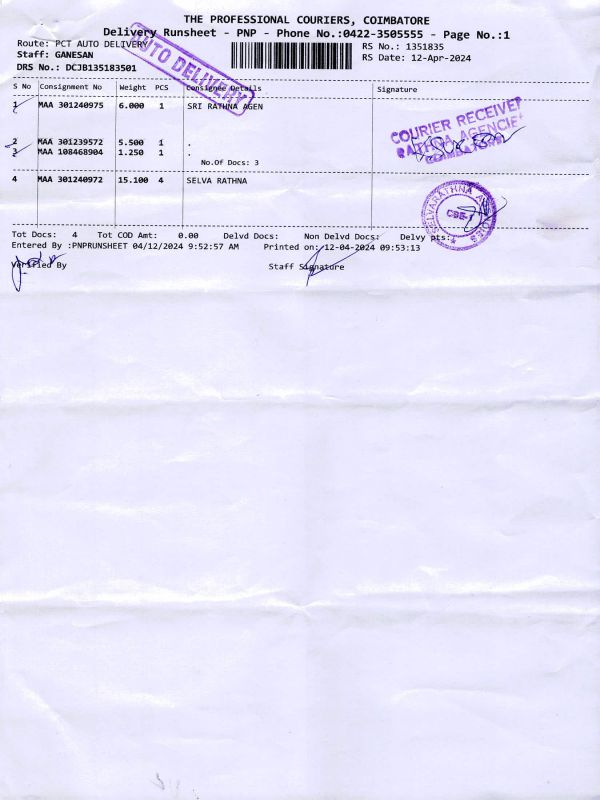 THE PROFESSIONAL COURIERS, COIMBATORE
Delivery Runsheet - PNP - Phone No.:0422-3505555 - Page No.:1
Route: PCT AUTO DELIVERY
RS No.: 1351835
Staff: GANESAN
RS Date: 12-Apr-2024
DRS No.: DCJB135183501
AUTO DELIVERY
S No Consignment No Weight PCS Consignee Details Signature
1 MAA 301240975 6.000 1 SRI RATHNA AGEN
COURIER RECEIVED
RATHNA AGENCIES
COIMBATORE
2 MAA 301239572 5.500 1 .
3 MAA 108468904 1.250 1 .
No.Of Docs: 3
4 MAA 301240972 15.100 4 SELVA RATHNA
SELVARATHNA AGENCIES
CBE-1
Tot Docs: 4 Tot COD Amt: 0.00 Delvd Docs: Non Delvd Docs: Delvy pts:
Entered By :PNPRUNSHEET 04/12/2024 9:52:57 AM Printed on: 12-04-2024 09:53:13
Verified By Staff Signature